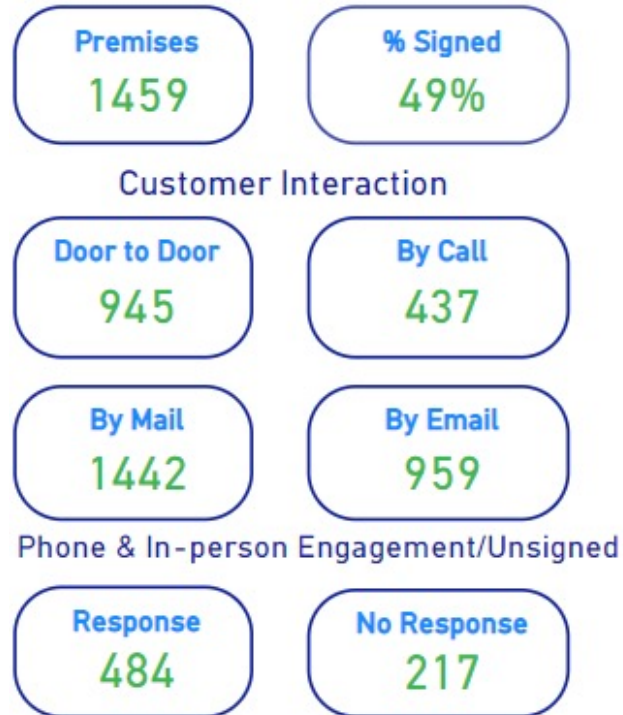 Premises
1459
% Signed
49%
Customer Interaction
Door to Door
945
By Call
437
By Mail
1442
By Email
959
Phone & In-person Engagement/Unsigned
Response
484
No Response
217